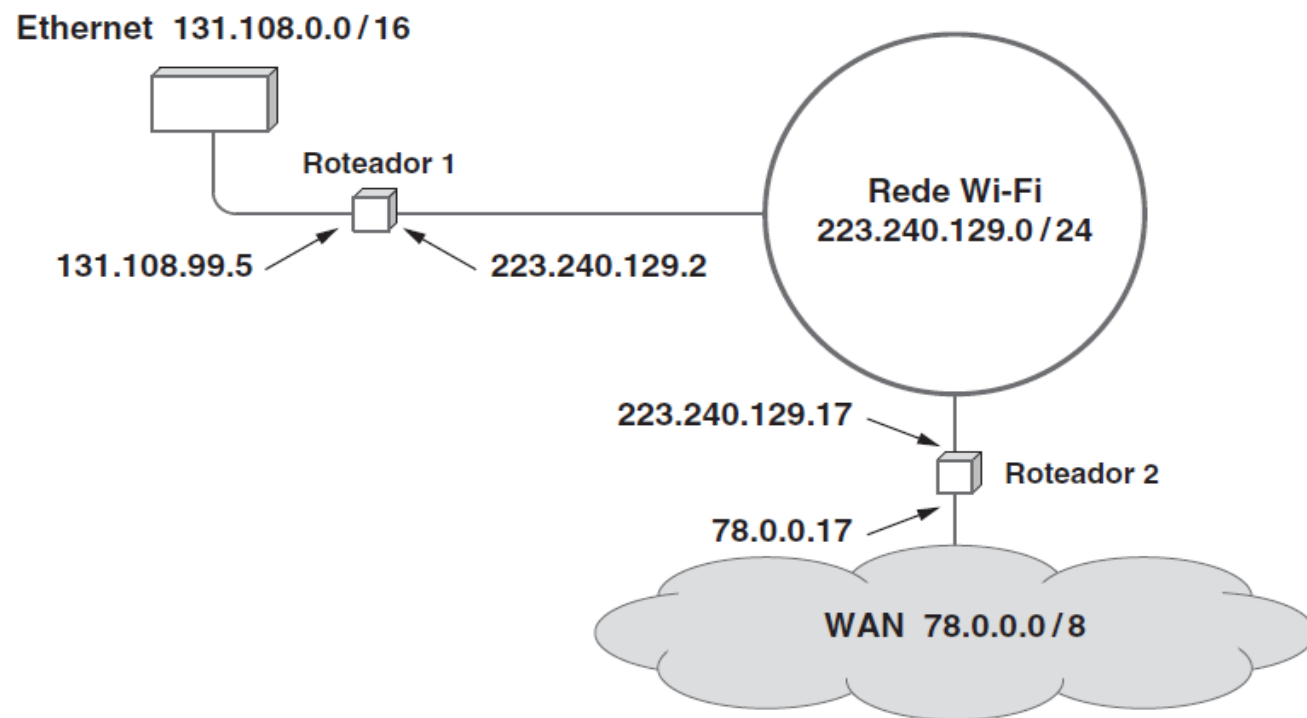 Ethernet 131.108.0.0 / 16
Roteador 1
131.108.99.5
223.240.129.2
Rede Wi-Fi
223.240.129.0 / 24
223.240.129.17
Roteador 2
78.0.0.17
WAN 78.0.0.0 / 8